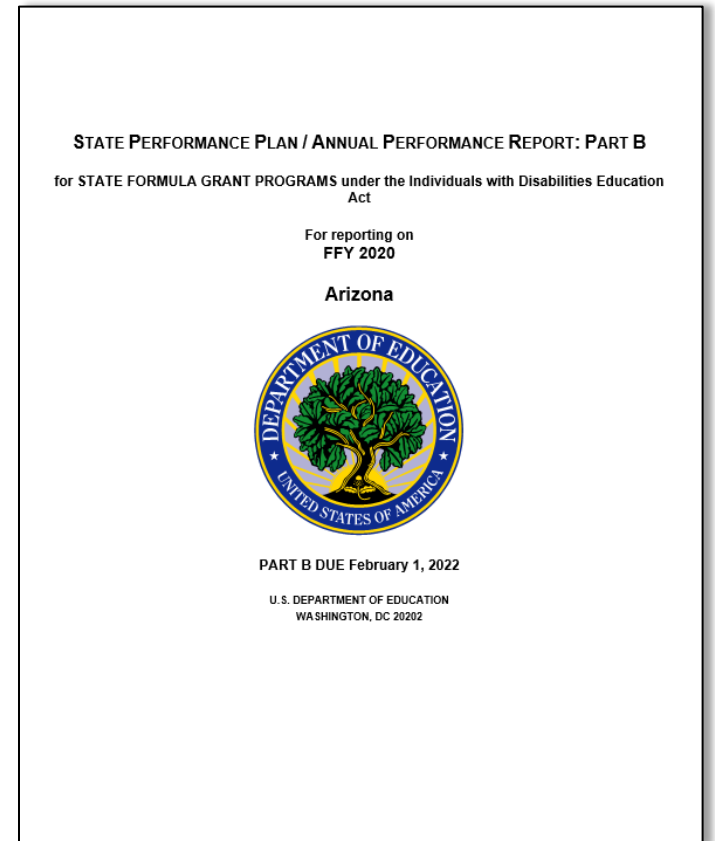 STATE PERFORMANCE PLAN / ANNUAL PERFORMANCE REPORT: PART B
for STATE FORMULA GRANT PROGRAMS under the Individuals with Disabilities Education
Act
For reporting on
FFY 2020
Arizona
DEPARTMENT OF EDUCATION
UNITED STATES OF AMERICA
PART B DUE February 1, 2022
U.S. DEPARTMENT OF EDUCATION
WASHINGTON, DC 20202